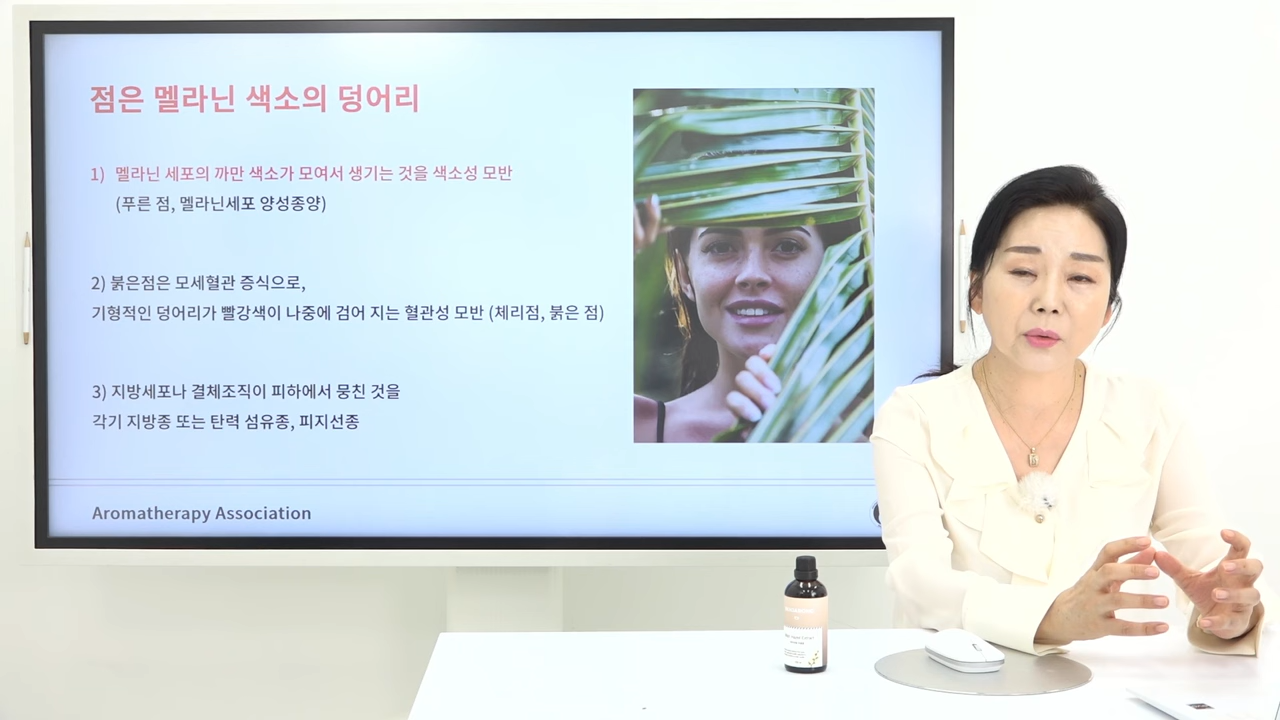 점은 멜라닌 색소의 덩어리
1) 멜라닌 세포의 까만 색소가 모여서 생기는 것을 색소성 모반
(푸른 점, 멜라닌세포 양성종양)
2) 붉은점은 모세혈관 증식으로,
기형적인 덩어리가 빨강색이 나중에 검어 지는 혈관성 모반 (체리점, 붉은 점)
3) 지방세포나 결체조직이 피하에서 뭉친 것을
각기 지방종 또는 탄력 섬유종, 피지선종
Aromatherapy Association